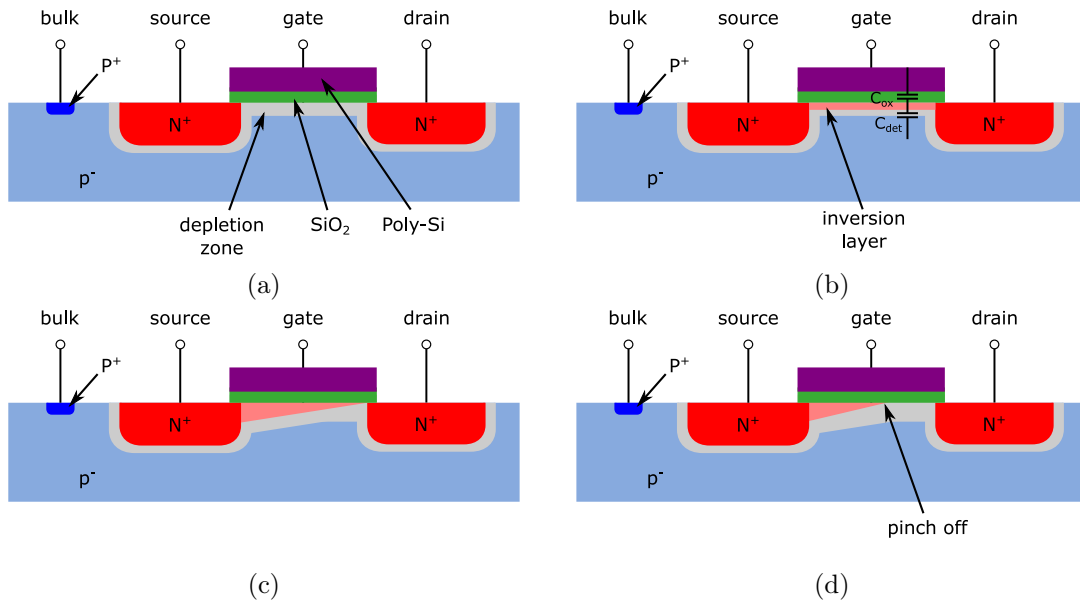 bulk source gate drain
P⁺
N⁺ N⁺
p⁻
depletion
zone
SiO₂
Poly-Si
(a)
bulk source gate drain
P⁺
Cₒₓ
C_det
N⁺ N⁺
p⁻
inversion
layer
(b)
bulk source gate drain
P⁺
N⁺ N⁺
p⁻
(c)
bulk source gate drain
P⁺
N⁺ N⁺
p⁻
pinch off
(d)